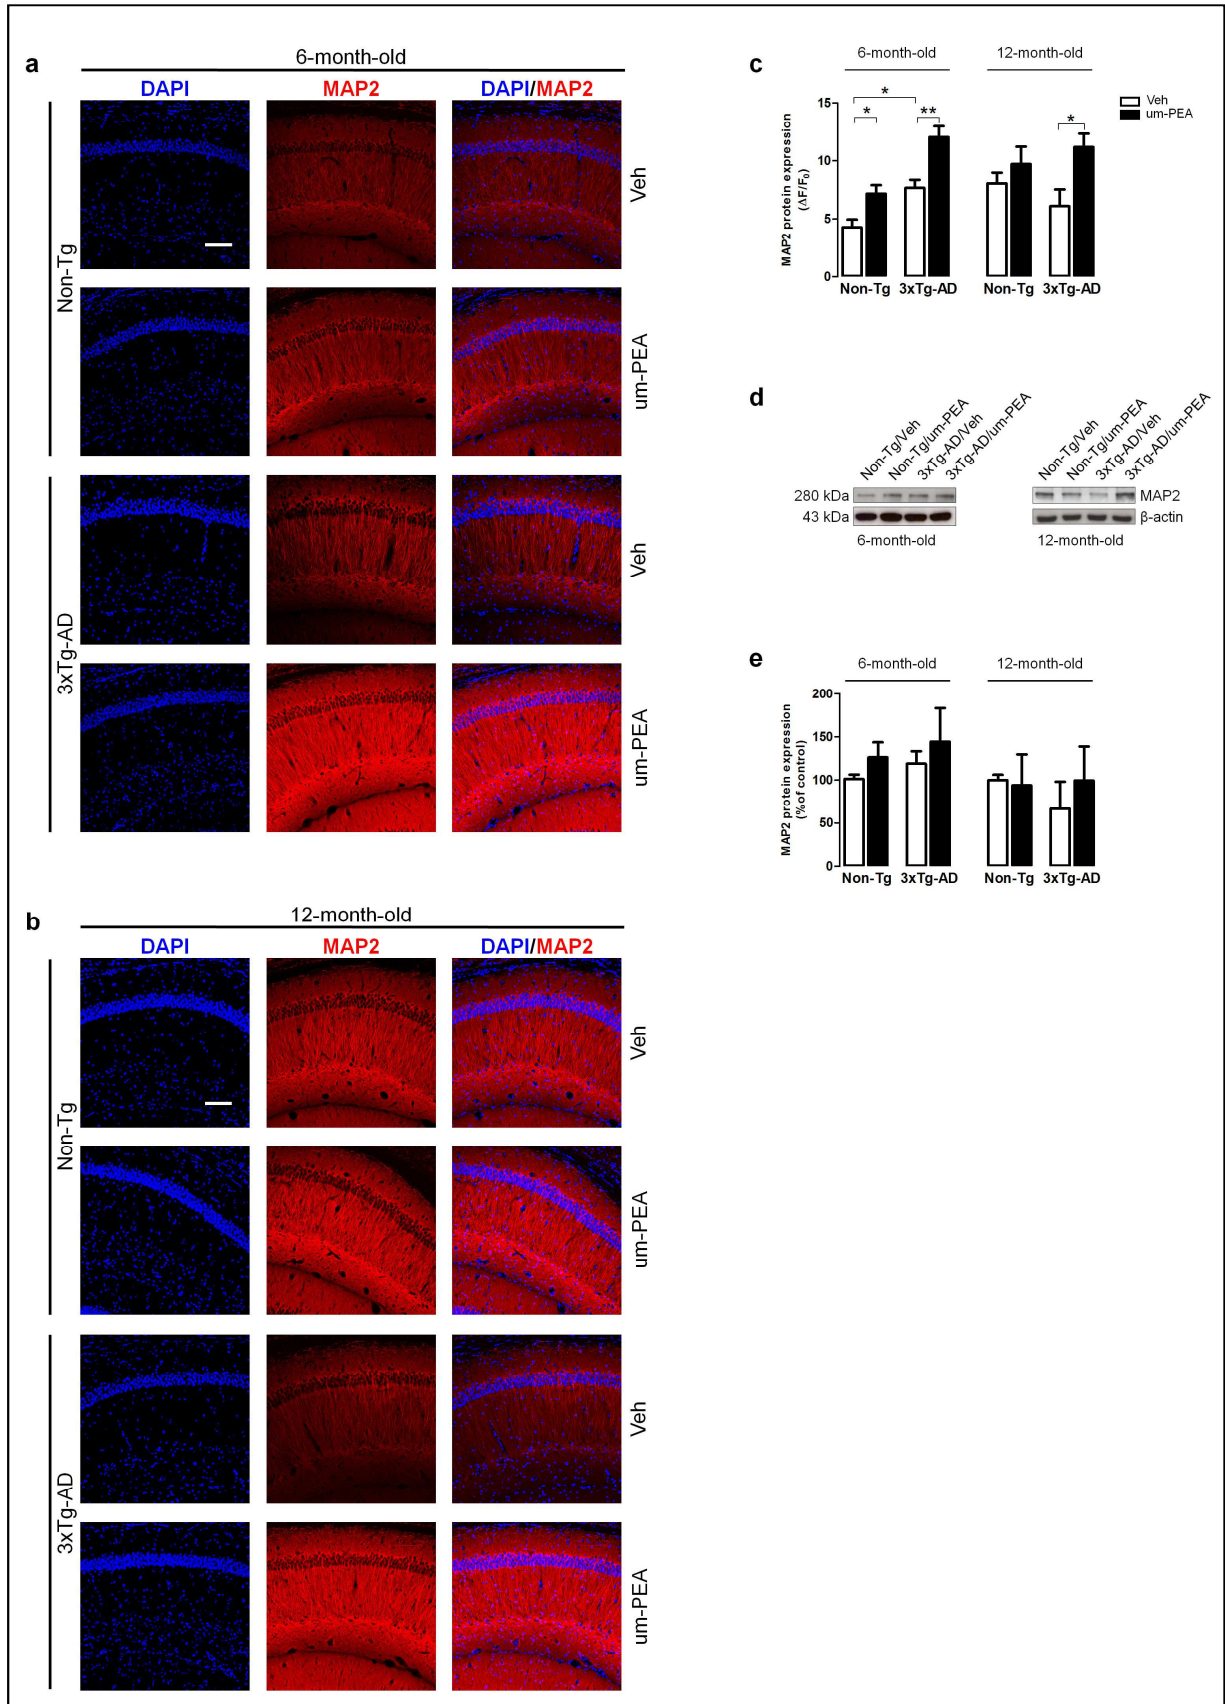 a
6-month-old
DAPI MAP2 DAPI/MAP2
Non-Tg
Veh
um-PEA
3xTg-AD
Veh
um-PEA
b
12-month-old
DAPI MAP2 DAPI/MAP2
Non-Tg
Veh
um-PEA
3xTg-AD
Veh
um-PEA
c
6-month-old 12-month-old
Veh
um-PEA
MAP2 protein expression
(ΔF/F0)
15
10
5
0
* * ** *
Non-Tg 3xTg-AD Non-Tg 3xTg-AD
d
Non-Tg/Veh Non-Tg/um-PEA 3xTg-AD/Veh 3xTg-AD/um-PEA
Non-Tg/Veh Non-Tg/um-PEA 3xTg-AD/Veh 3xTg-AD/um-PEA
280 kDa MAP2
43 kDa β-actin
6-month-old 12-month-old
e
6-month-old 12-month-old
MAP2 protein expression
(%of control)
200
150
100
50
0
Non-Tg 3xTg-AD Non-Tg 3xTg-AD